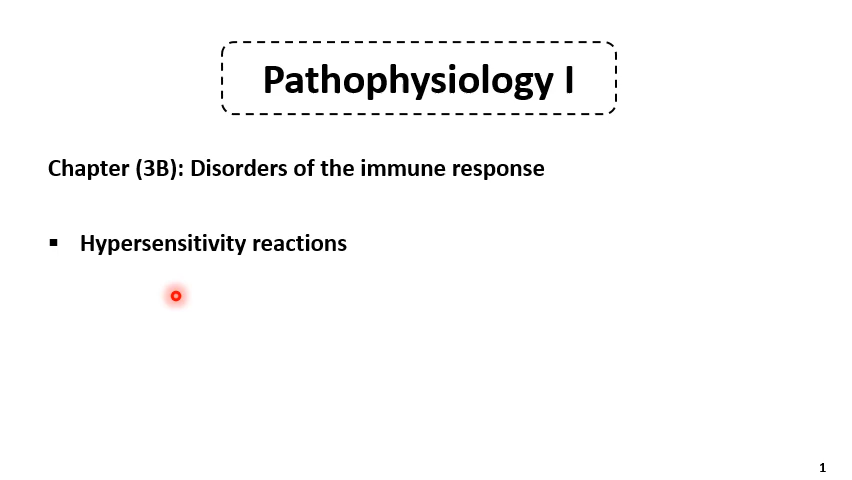 Pathophysiology I
Chapter (3B): Disorders of the immune response
▪ Hypersensitivity reactions
1